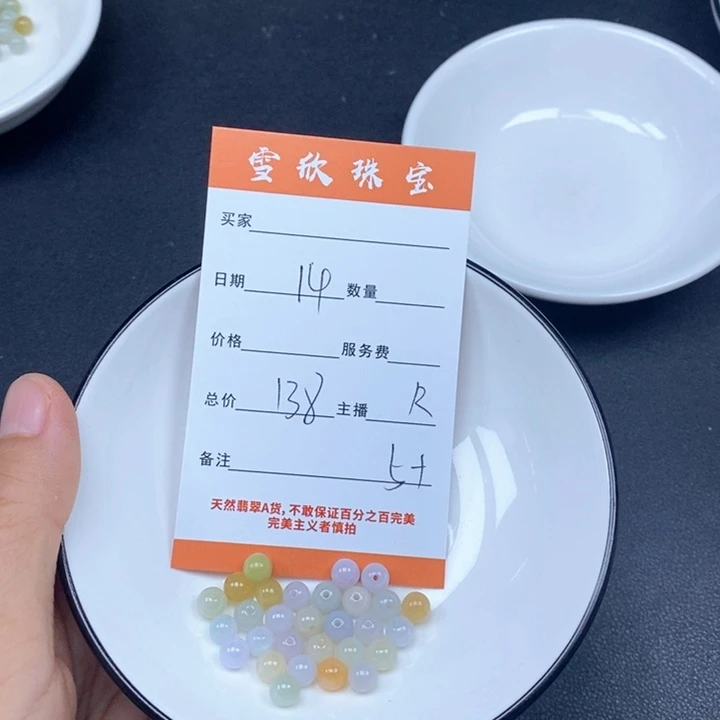 雪欣珠宝
买家
日期 14 数量
价格 服务费
总价 138 主播 R
备注
天然翡翠A货,不敢保证百分之百完美
完美主义者慎拍